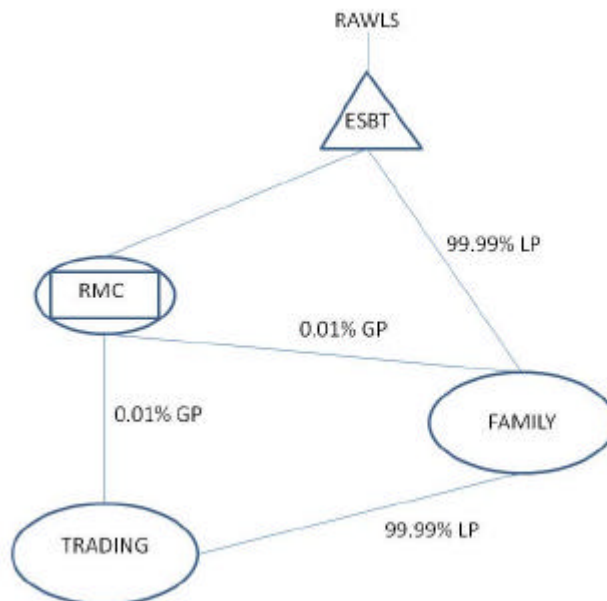 RAWLS
ESBT
99.99% LP
RMC
0.01% GP
0.01% GP
FAMILY
99.99% LP
TRADING